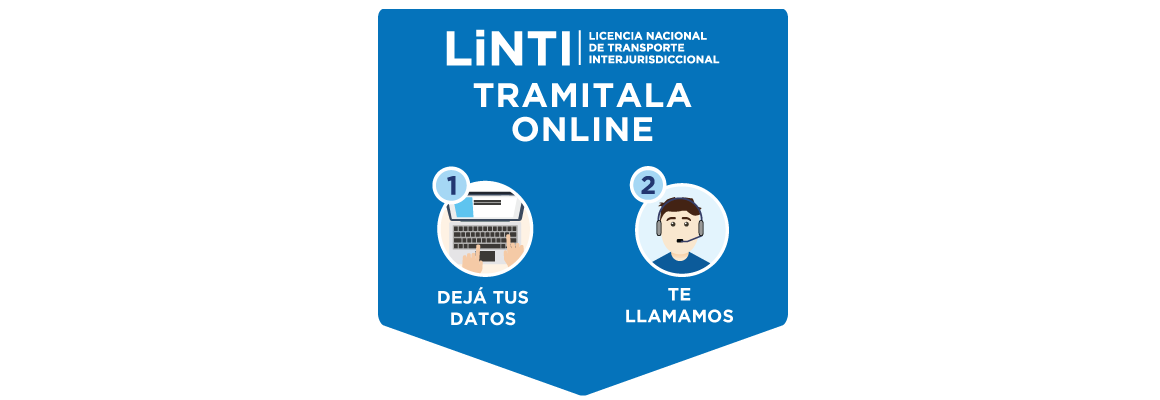 LiNTI
LICENCIA NACIONAL
DE TRANSPORTE
INTERJURISDICCIONAL
TRAMITALA
ONLINE
1
DEJÁ TUS
DATOS
2
TE
LLAMAMOS